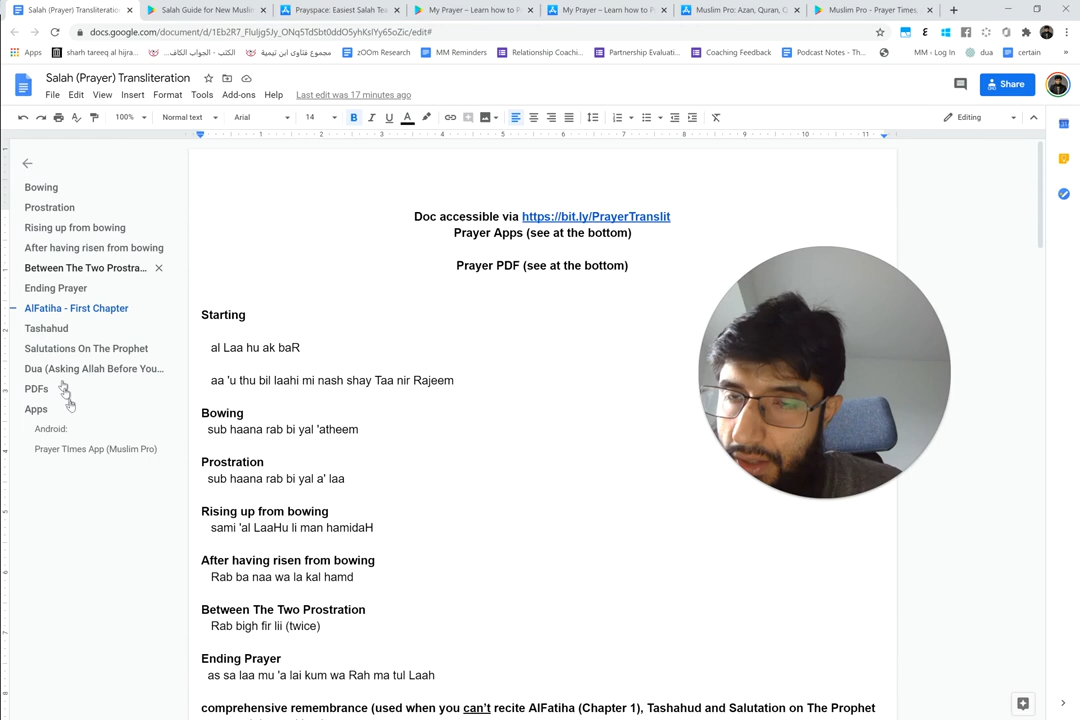 Salah (Prayer) Transliteration
Salah Guide for New Muslim
Prayspace: Easiest Salah Tea
My Prayer – Learn how to P
My Prayer – Learn how to P
Muslim Pro: Azan, Quran, Q
Muslim Pro - Prayer Times,
docs.google.com/document/d/1Eb2R7_FluIjg5Jy_ONq5TdSbt0ddO5yhKsIYy65oZic/edit#
Apps
sharh tareeq al hijra...
الكتب - الجواب الكاف...
مجموع فتاوى ابن تيمية
zOOm Research
MM Reminders
Relationship Coachi...
Partnership Evaluati...
Coaching Feedback
Podcast Notes - Th...
MM - Log In
dua
certain
Salah (Prayer) Transliteration
File Edit View Insert Format Tools Add-ons Help Last edit was 17 minutes ago
Share
100% Normal text Arial 14 Editing
Bowing
Prostration
Rising up from bowing
After having risen from bowing
Between The Two Prostra...
Ending Prayer
AlFatiha - First Chapter
Tashahud
Salutations On The Prophet
Dua (Asking Allah Before You...
PDFs
Apps
Android:
Prayer TImes App (Muslim Pro)
Doc accessible via https://bit.ly/PrayerTranslit
Prayer Apps (see at the bottom)
Prayer PDF (see at the bottom)
Starting
al Laa hu ak baR
aa 'u thu bil laahi mi nash shay Taa nir Rajeem
Bowing
sub haana rab bi yal 'atheem
Prostration
sub haana rab bi yal a' laa
Rising up from bowing
sami 'al LaaHu li man hamidaH
After having risen from bowing
Rab ba naa wa la kal hamd
Between The Two Prostration
Rab bigh fir lii (twice)
Ending Prayer
as sa laa mu 'a lai kum wa Rah ma tul Laah
comprehensive remembrance (used when you can't recite AlFatiha (Chapter 1), Tashahud and Salutation on The Prophet